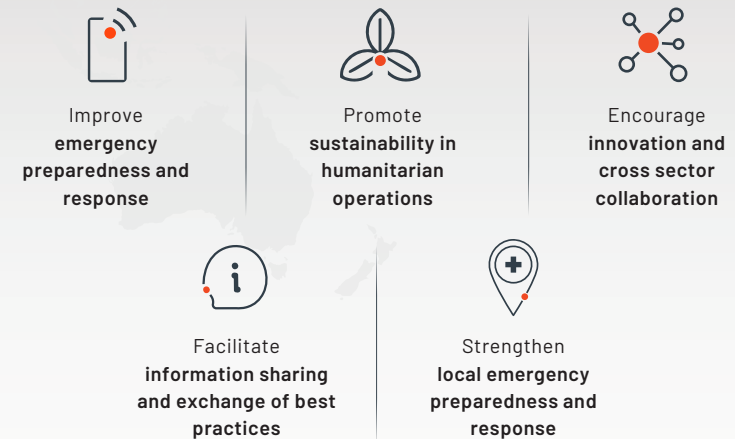 Improve
emergency
preparedness and
response
Promote
sustainability in
humanitarian
operations
Encourage
innovation and
cross sector
collaboration
Facilitate
information sharing
and exchange of best
practices
Strengthen
local emergency
preparedness and
response